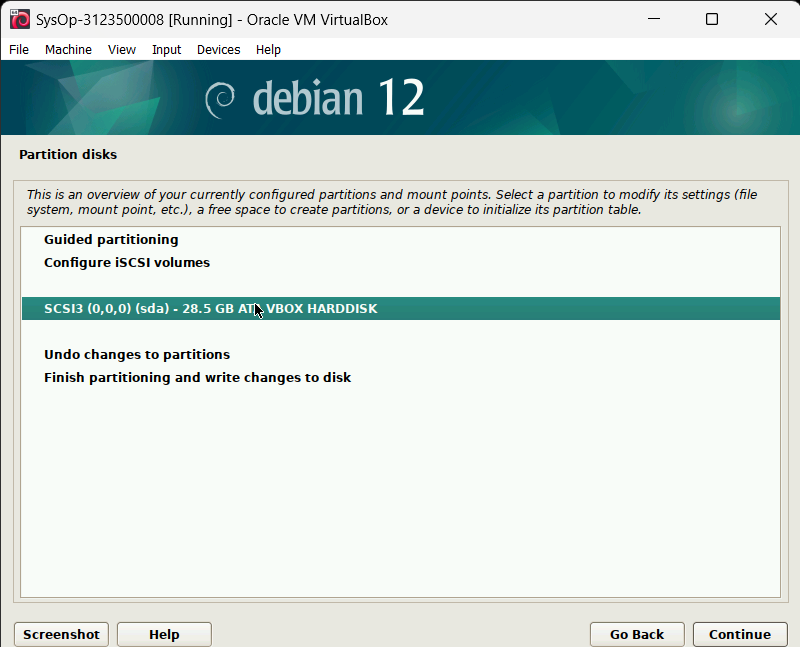 SysOp-3123500008 [Running] - Oracle VM VirtualBox
File Machine View Input Devices Help
debian 12
Partition disks
This is an overview of your currently configured partitions and mount points. Select a partition to modify its settings (file
system, mount point, etc.), a free space to create partitions, or a device to initialize its partition table.
Guided partitioning
Configure iSCSI volumes
SCSI3 (0,0,0) (sda) - 28.5 GB ATA VBOX HARDDISK
Undo changes to partitions
Finish partitioning and write changes to disk
Screenshot Help Go Back Continue